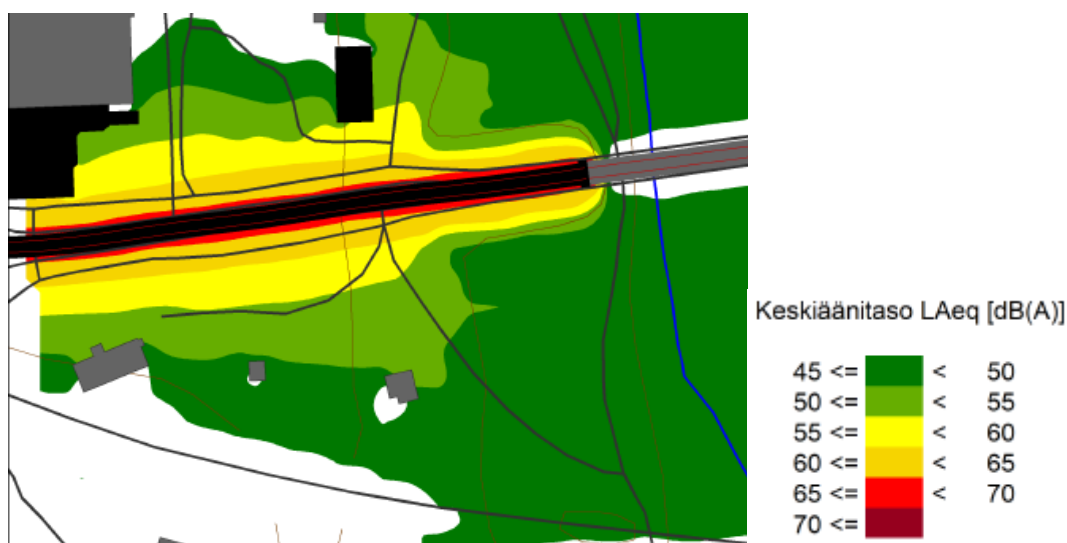 Keskiäänitaso LAeq [dB(A)]
45 <= < 50
50 <= < 55
55 <= < 60
60 <= < 65
65 <= < 70
70 <=